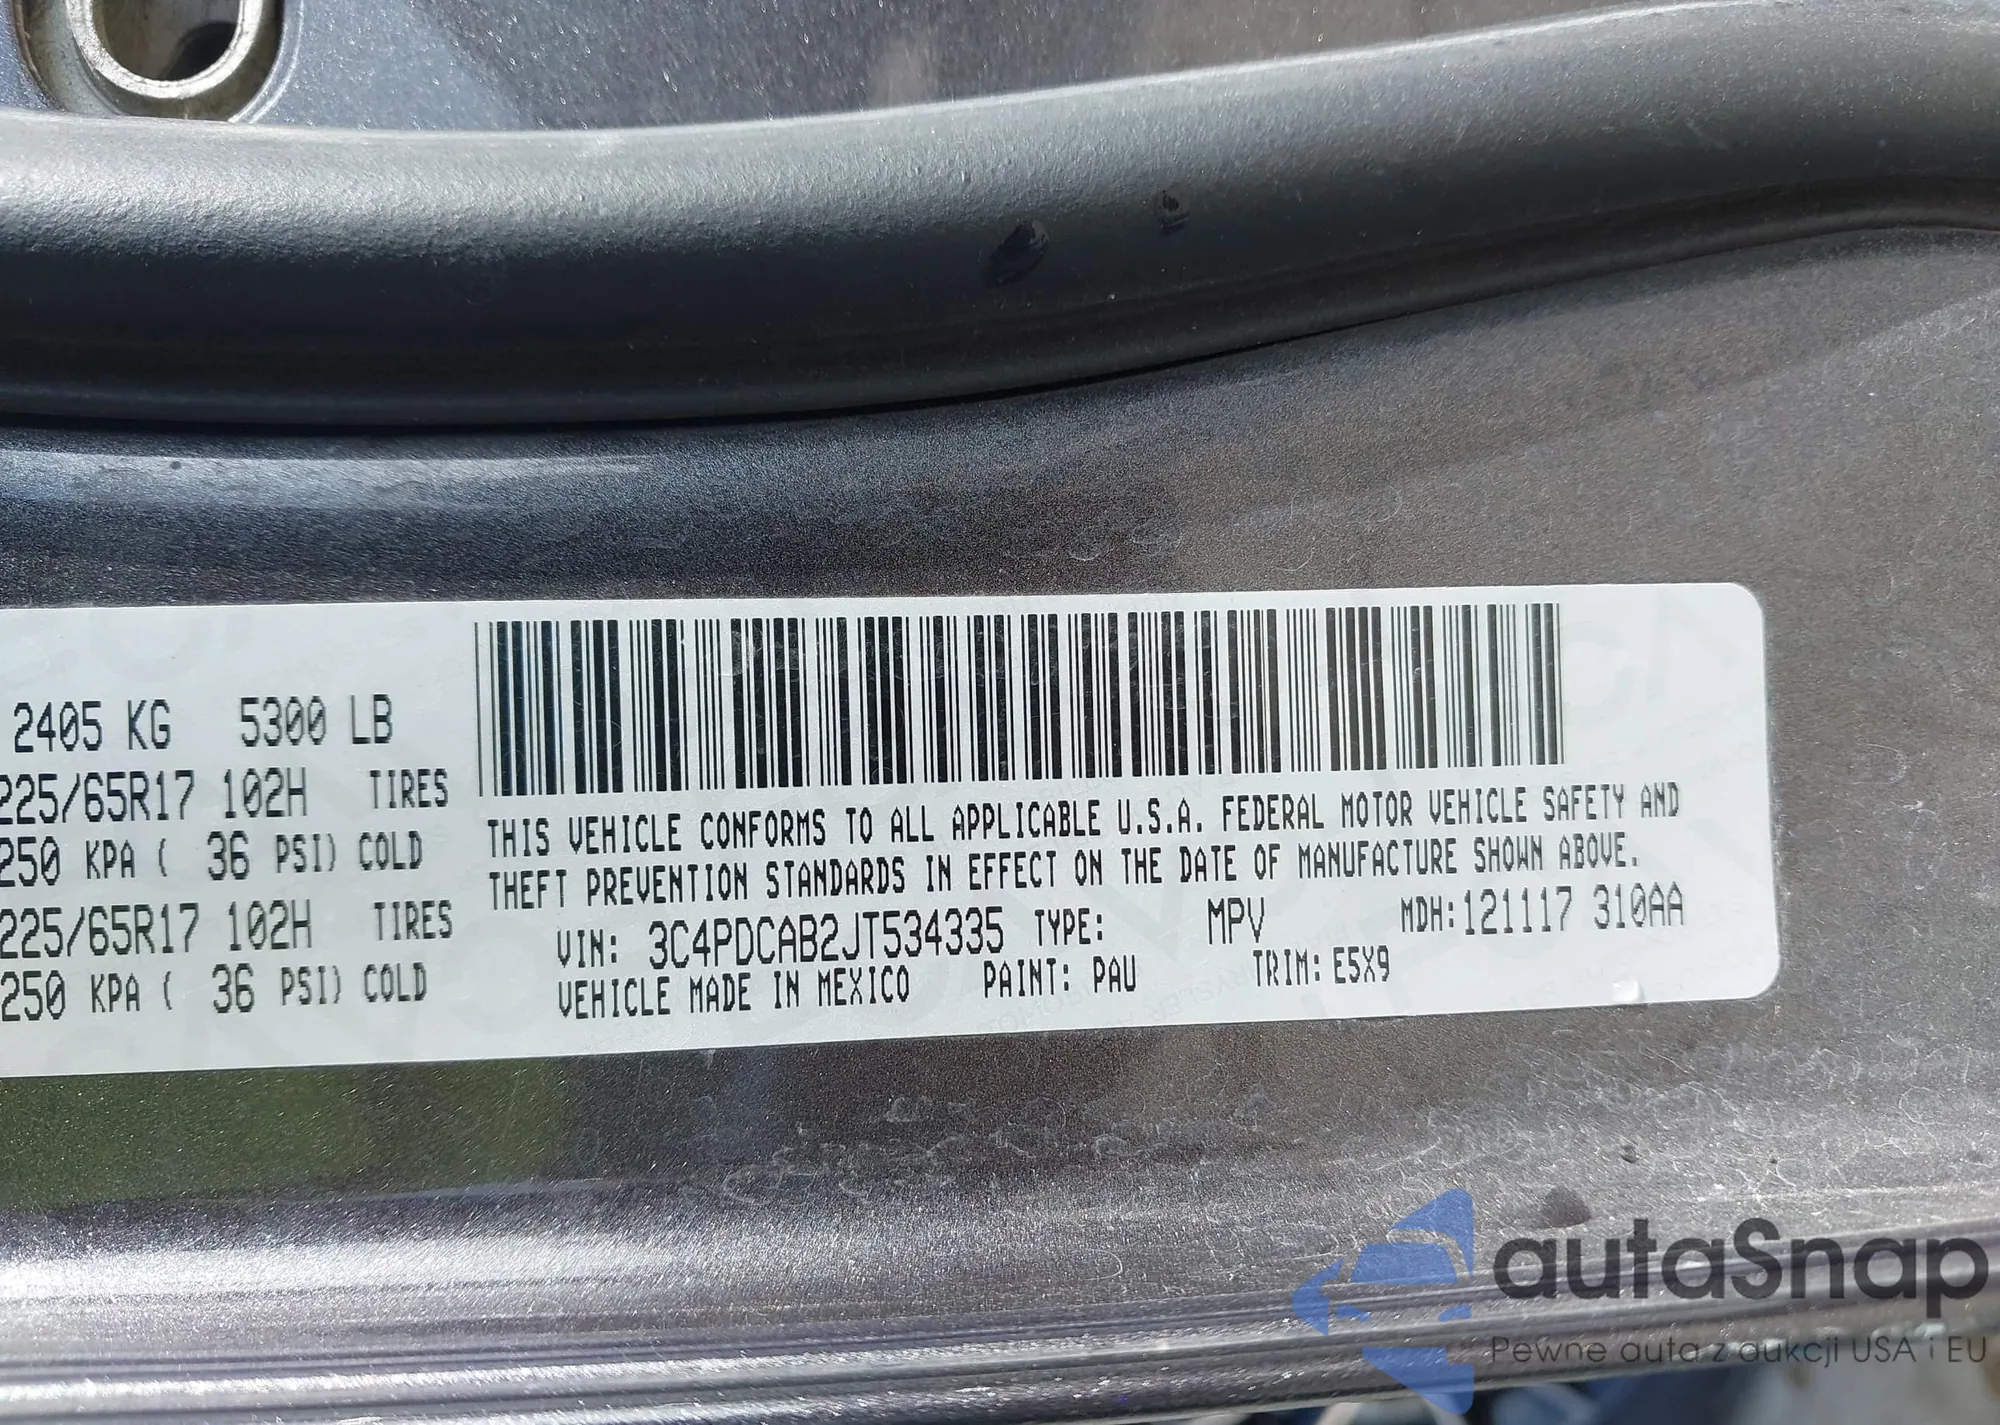 2405 KG 5300 LB
225/65R17 102H TIRES
250 KPA ( 36 PSI) COLD
225/65R17 102H TIRES
250 KPA ( 36 PSI) COLD
THIS VEHICLE CONFORMS TO ALL APPLICABLE U.S.A. FEDERAL MOTOR VEHICLE SAFETY AND
THEFT PREVENTION STANDARDS IN EFFECT ON THE DATE OF MANUFACTURE SHOWN ABOVE.
VIN: 3C4PDCAB2JT534335 TYPE: MPV MDH:121117 310AA
VEHICLE MADE IN MEXICO PAINT: PAU TRIM: E5X9
autaSnap
Pewne auta z aukcji USA i EU